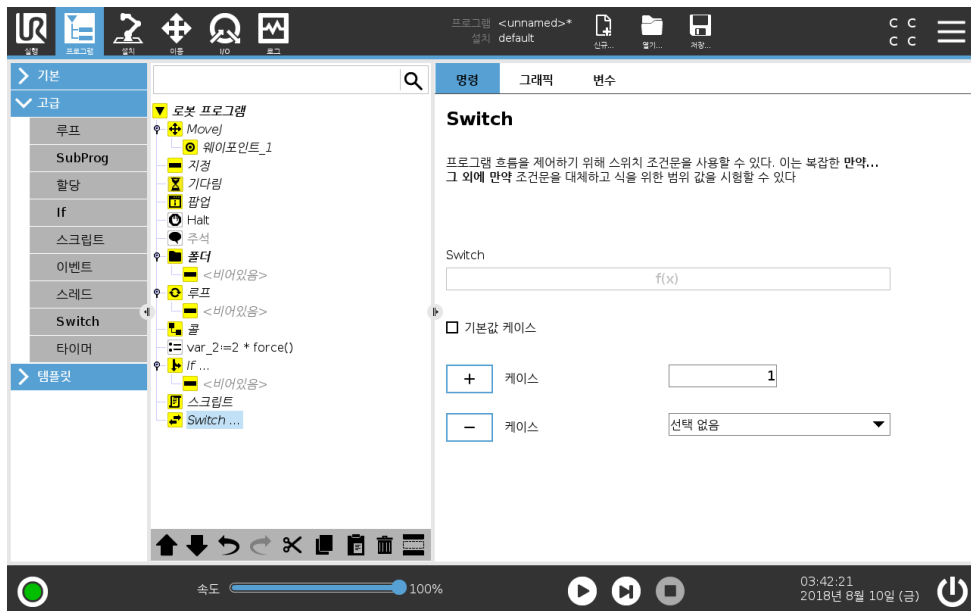 UR
실행
프로그램
설치
이동
I/O
로그
프로그램 <unnamed>*
설치 default
신규...
열기...
저장...
C C
C C
기본
고급
루프
SubProg
할당
If
스크립트
이벤트
스레드
Switch
타이머
템플릿
로봇 프로그램
MoveJ
웨이포인트_1
지정
기다림
팝업
Halt
주석
폴더
<비어있음>
루프
<비어있음>
콜
var_2:=2 * force()
If ...
<비어있음>
스크립트
Switch ...
명령 그래픽 변수
Switch
프로그램 흐름을 제어하기 위해 스위치 조건문을 사용할 수 있다. 이는 복잡한 만약...
그 외에 만약 조건문을 대체하고 식을 위한 범위 값을 시험할 수 있다
Switch
f(x)
기본값 케이스
+ 케이스 1
− 케이스 선택 없음
속도 100%
03:42:21
2018년 8월 10일 (금)